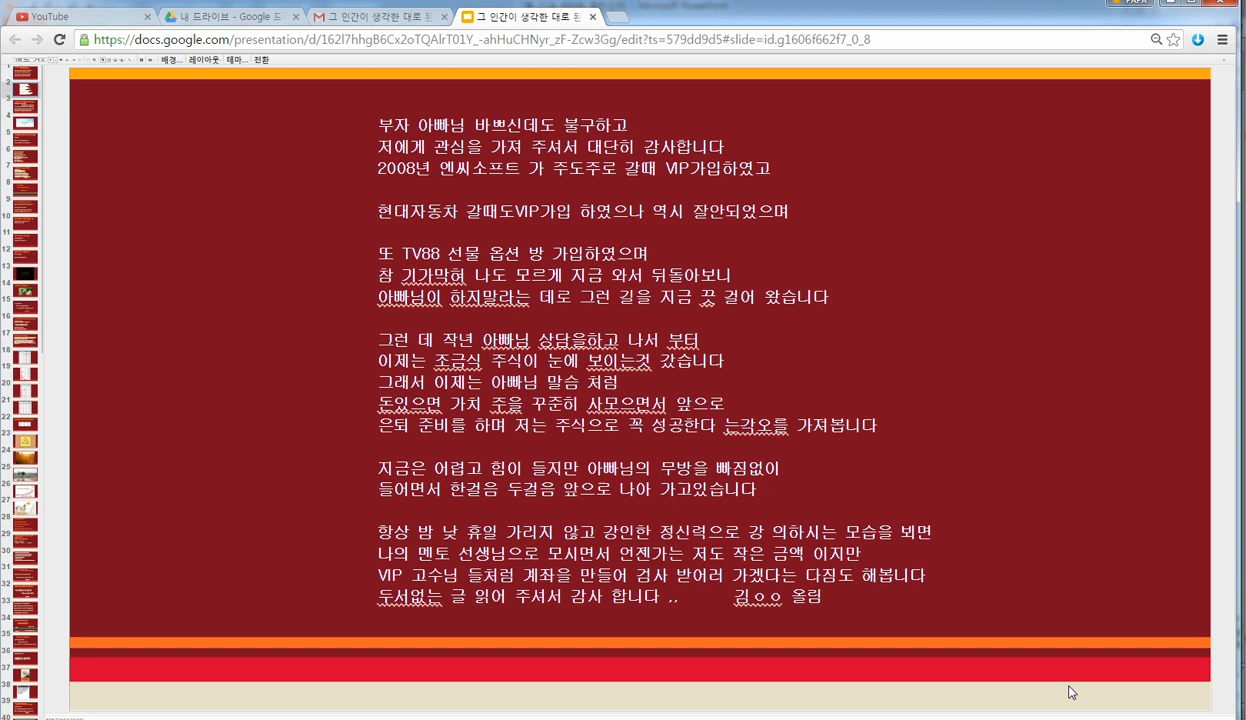 YouTube
내 드라이브 - Google 드
그 인간이 생각한 대로 된
그 인간이 생각한 대로 된
https://docs.google.com/presentation/d/162l7hhgB6Cx2oTQAlrT01Y_-ahHuCHNyr_zF-Zcw3Gg/edit?ts=579dd9d5#slide=id.g1606f662f7_0_8
배경... 레이아웃 테마... 전환
부자 아빠님 바쁘신데도 불구하고
저에게 관심을 가져 주셔서 대단히 감사합니다
2008년 엔씨소프트 가 주도주로 갈때 VIP가입하였고
현대자동차 갈때도VIP가입 하였으나 역시 잘안되었으며
또 TV88 선물 옵션 방 가입하였으며
참 기가막혀 나도 모르게 지금 와서 뒤돌아보니
아빠님이 하지말라는 데로 그런 길을 지금 끗 걸어 왔습니다
그런 데 작년 아빠님 상담을하고 나서 부터
이제는 조금식 주식이 눈에 보이는것 갔습니다
그래서 이제는 아빠님 말슴 처럼
돈있으면 가치 주을 꾸준히 사모으면서 앞으로
은퇴 준비를 하며 저는 주식으로 꼭 성공한다 는각오를 가져봅니다
지금은 어렵고 힘이 들지만 아빠님의 무방을 빠짐없이
들어면서 한걸음 두걸음 앞으로 나아 가고있습니다
항상 밤 낮 휴일 가리지 않고 강인한 정신력으로 강 의하시는 모습을 뵈면
나의 멘토 선생님으로 모시면서 언젠가는 저도 작은 금액 이지만
VIP 고수님 들처럼 계좌을 만들어 검사 받어러 가겠다는 다짐도 해봅니다
두서없는 글 읽어 주셔서 감사 합니다 ,, 김ㅇㅇ 올림